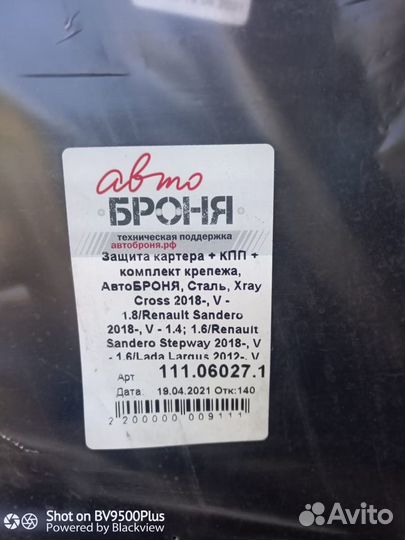 авто
БРОНЯ
техническая поддержка
автоброня.рф
Защита картера + КПП +
комплект крепежа,
АвтоБРОНЯ, Сталь, Xray
Cross 2018-, V -
1.8/Renault Sandero
2018-, V - 1.4; 1.6/Renault
Sandero Stepway 2018-, V
- 1.6/Lada Largus 2012-, V
Арт 111.06027.1
Дата: 19.04.2021 Отк:140
2 200000 009111
Shot on BV9500Plus
Powered by Blackview
Avito